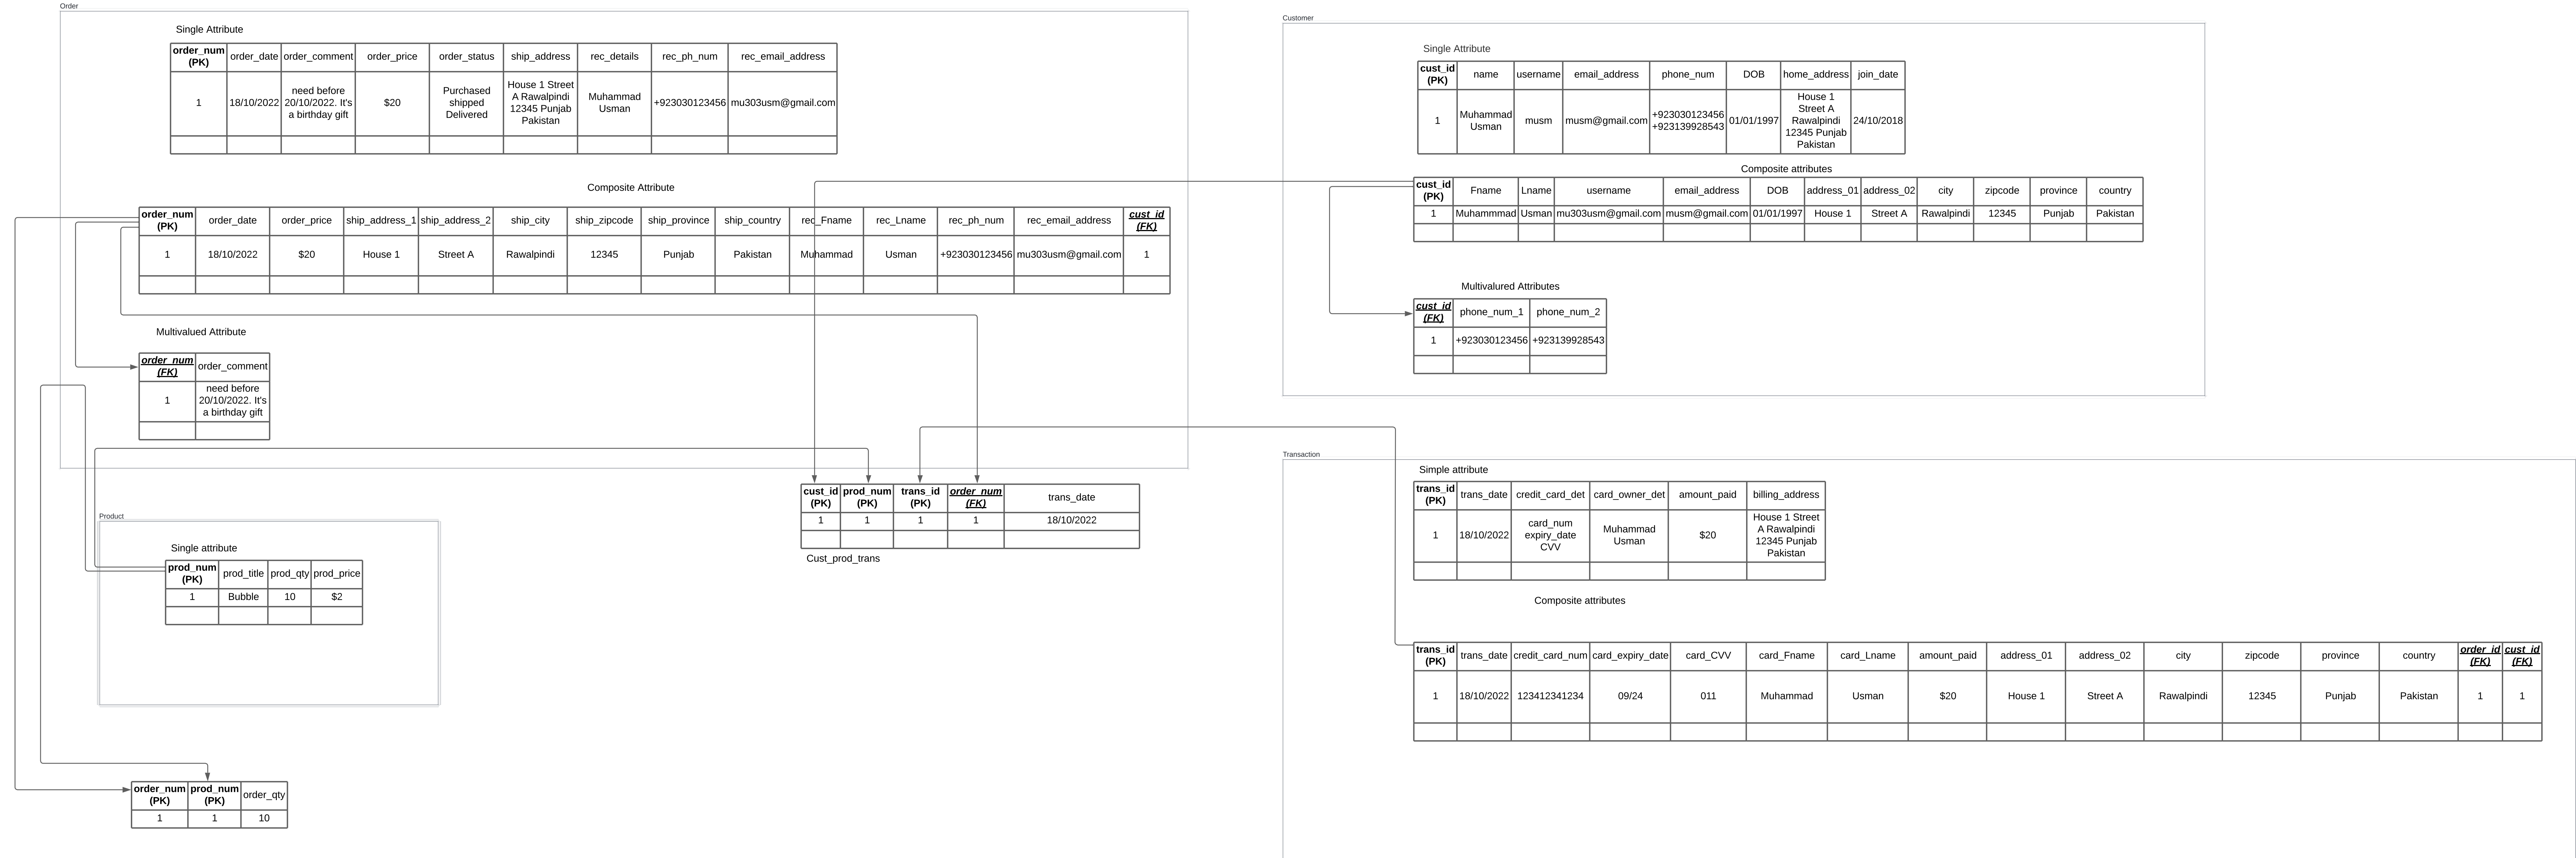 Order
Single Attribute
order_num (PK) order_date order_comment order_price order_status ship_address rec_details rec_ph_num rec_email_address
1 18/10/2022 need before 20/10/2022. It's a birthday gift $20 Purchased shipped Delivered House 1 Street A Rawalpindi 12345 Punjab Pakistan Muhammad Usman +923030123456 mu303usm@gmail.com
Composite Attribute
order_num (PK) order_date order_price ship_address_1 ship_address_2 ship_city ship_zipcode ship_province ship_country rec_Fname rec_Lname rec_ph_num rec_email_address cust_id (FK)
1 18/10/2022 $20 House 1 Street A Rawalpindi 12345 Punjab Pakistan Muhammad Usman +923030123456 mu303usm@gmail.com 1
Multivalued Attribute
order_num (FK) order_comment
1 need before 20/10/2022. It's a birthday gift
Customer
Single Attribute
cust_id (PK) name username email_address phone_num DOB home_address join_date
1 Muhammad Usman musm musm@gmail.com +923030123456 +923139928543 01/01/1997 House 1 Street A Rawalpindi 12345 Punjab Pakistan 24/10/2018
Composite attributes
cust_id (PK) Fname Lname username email_address DOB address_01 address_02 city zipcode province country
1 Muhammmad Usman mu303usm@gmail.com musm@gmail.com 01/01/1997 House 1 Street A Rawalpindi 12345 Punjab Pakistan
Multivalured Attributes
cust_id (FK) phone_num_1 phone_num_2
1 +923030123456 +923139928543
cust_id (PK) prod_num (PK) trans_id (PK) order_num (FK) trans_date
1 1 1 1 18/10/2022
Cust_prod_trans
Product
Single attribute
prod_num (PK) prod_title prod_qty prod_price
1 Bubble 10 $2
order_num (PK) prod_num (PK) order_qty
1 1 10
Transaction
Simple attribute
trans_id (PK) trans_date credit_card_det card_owner_det amount_paid billing_address
1 18/10/2022 card_num expiry_date CVV Muhammad Usman $20 House 1 Street A Rawalpindi 12345 Punjab Pakistan
Composite attributes
trans_id (PK) trans_date credit_card_num card_expiry_date card_CVV card_Fname card_Lname amount_paid address_01 address_02 city zipcode province country order_id (FK) cust_id (FK)
1 18/10/2022 123412341234 09/24 011 Muhammad Usman $20 House 1 Street A Rawalpindi 12345 Punjab Pakistan 1 1